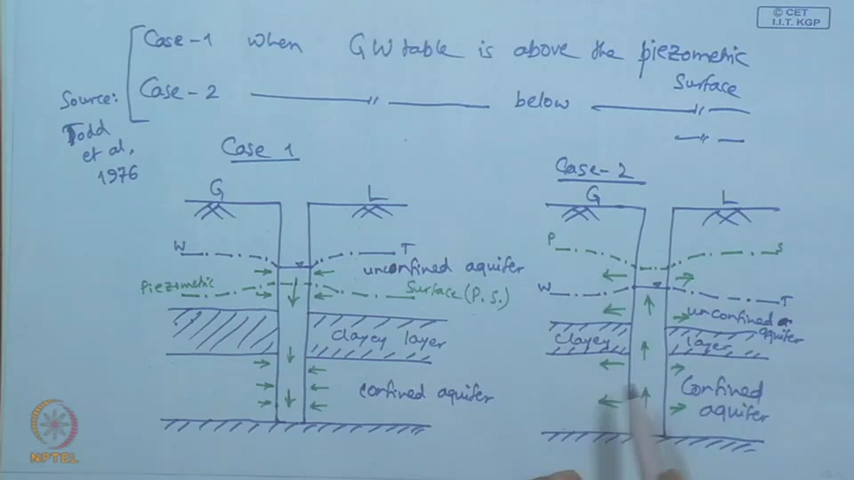 © CET
I.I.T. KGP
Case-1 when GW table is above the piezometric
Surface
Case-2 ——〃—— below ——〃——
——〃——
Source:
Todd
et al,
1976
Case 1
G L
W T
unconfined aquifer
Piezometric Surface (P.S.)
clayey layer
confined aquifer
Case-2
G L
P S
W T
unconfined
aquifer
clayey layer
Confined
aquifer
NPTEL